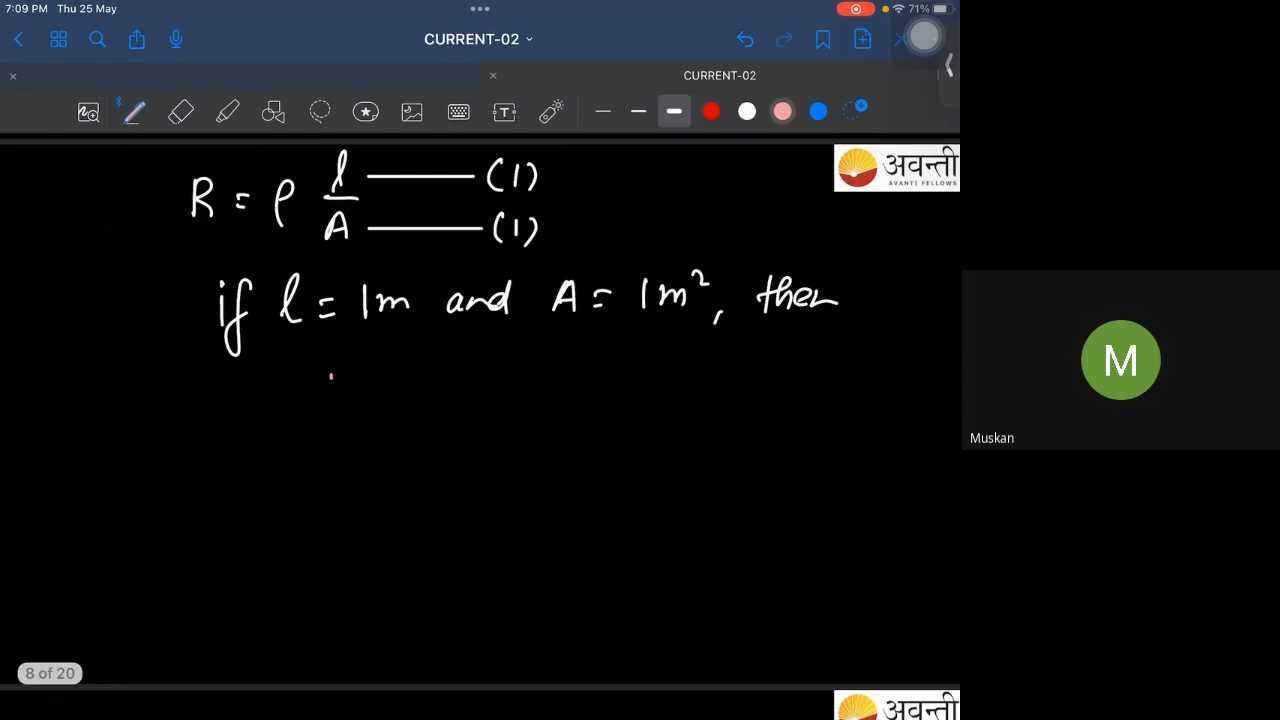 7:09 PM Thu 25 May
71%
CURRENT-02
CURRENT-02
अवन्ती
AVANTI FELLOWS
R = ρ l/A (1) (1)
if l = 1m and A = 1m², then
M
Muskan
8 of 20
अवन्ती